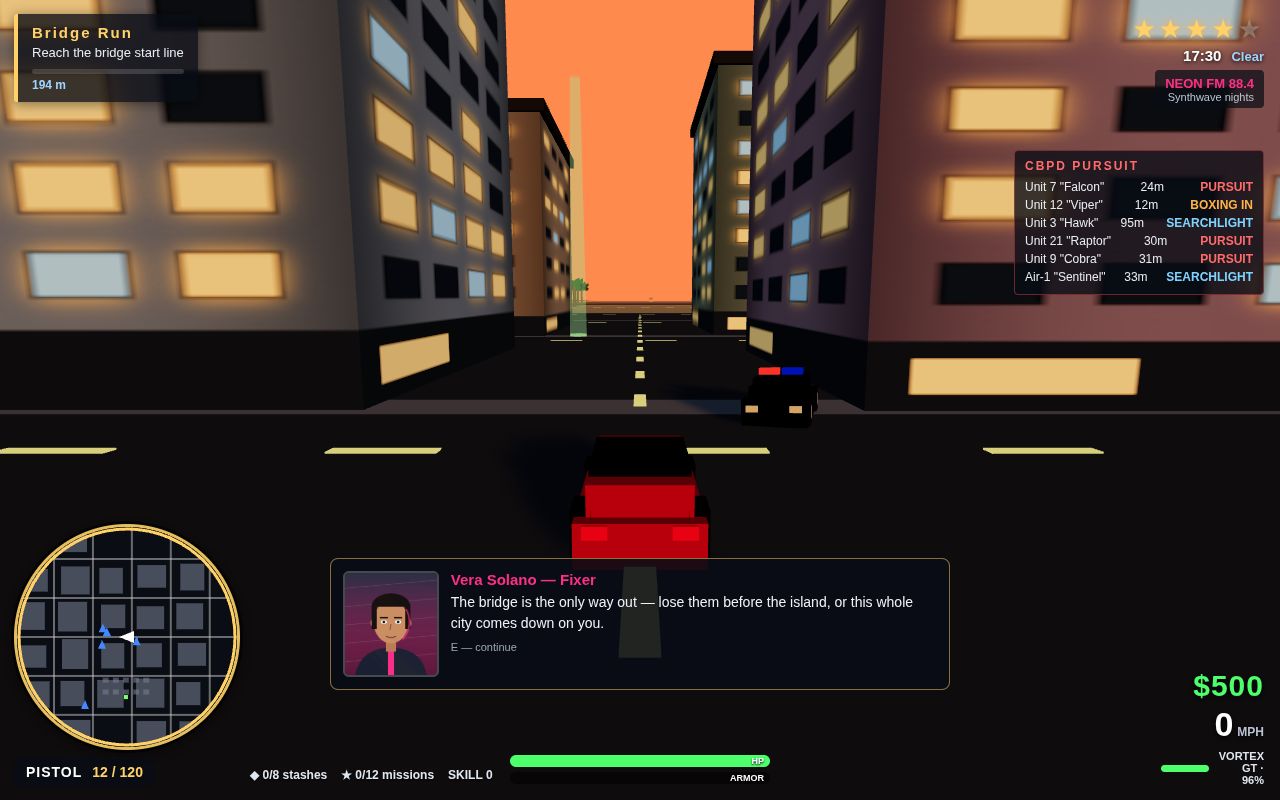 Bridge Run
Reach the bridge start line
194 m
★★★★★
17:30 Clear
NEON FM 88.4
Synthwave nights
CBPD PURSUIT
Unit 7 "Falcon" 24m PURSUIT
Unit 12 "Viper" 12m BOXING IN
Unit 3 "Hawk" 95m SEARCHLIGHT
Unit 21 "Raptor" 30m PURSUIT
Unit 9 "Cobra" 31m PURSUIT
Air-1 "Sentinel" 33m SEARCHLIGHT
Vera Solano — Fixer
The bridge is the only way out — lose them before the island, or this whole
city comes down on you.
E — continue
$500
0 MPH
VORTEX
GT ·
96%
PISTOL 12 / 120
◆ 0/8 stashes ★ 0/12 missions SKILL 0
HP
ARMOR